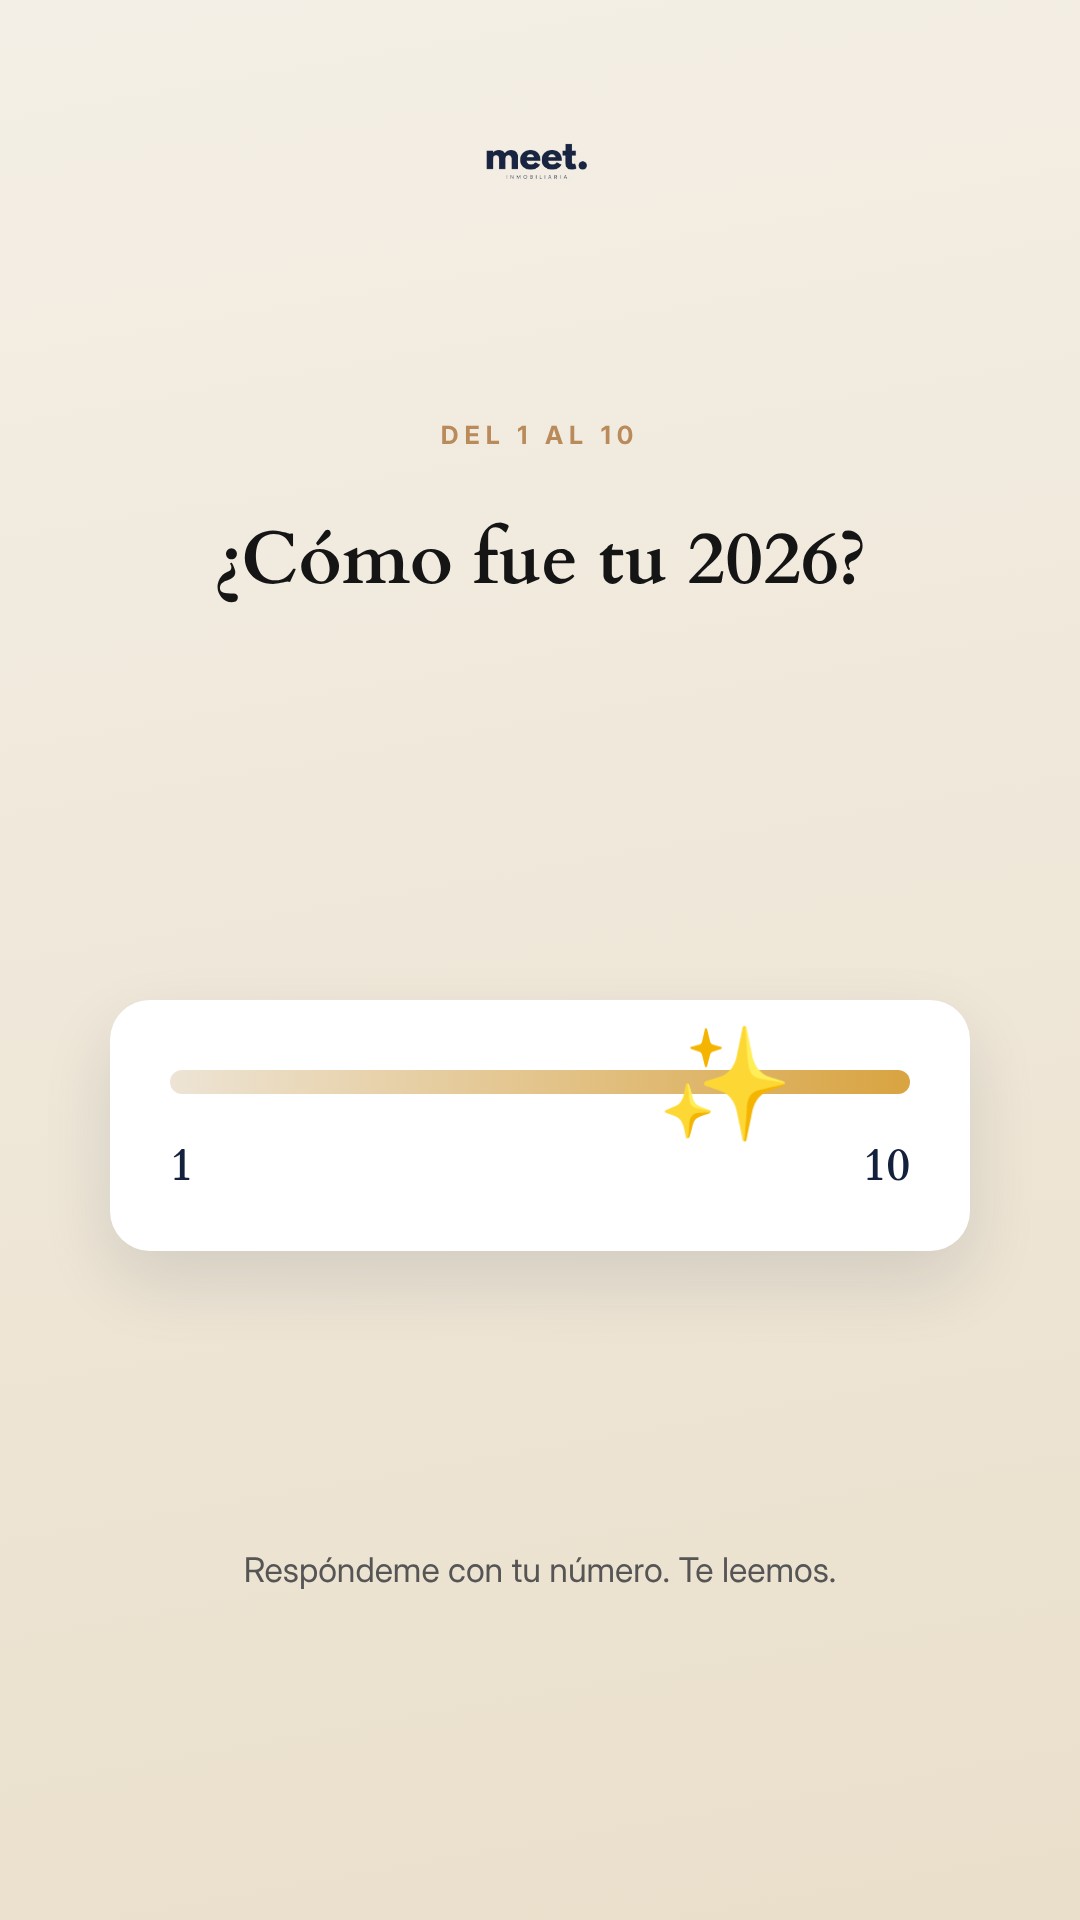 meet.
INMOBILIARIA
DEL 1 AL 10
¿Cómo fue tu 2026?
1
10
Respóndeme con tu número. Te leemos.